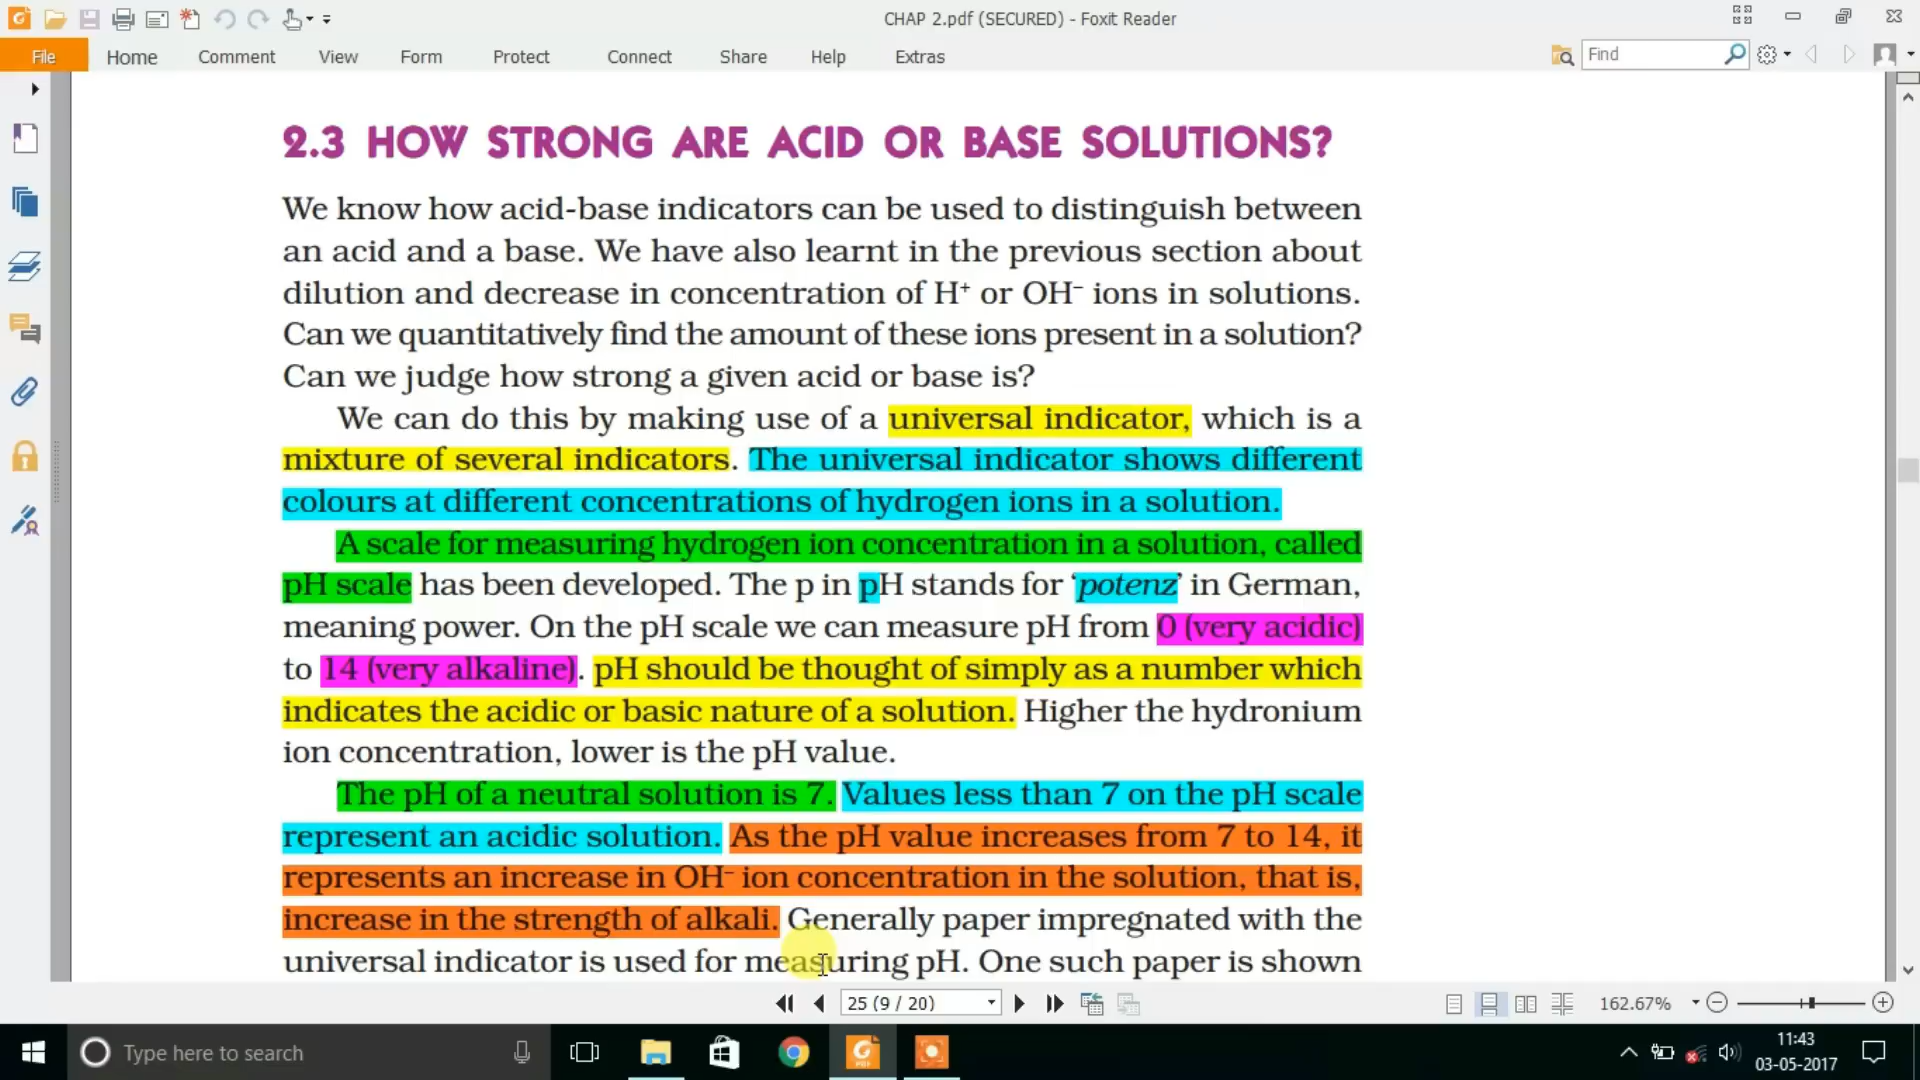 CHAP 2.pdf (SECURED) - Foxit Reader
File Home Comment View Form Protect Connect Share Help Extras Find
2.3 HOW STRONG ARE ACID OR BASE SOLUTIONS?
We know how acid-base indicators can be used to distinguish between
an acid and a base. We have also learnt in the previous section about
dilution and decrease in concentration of H⁺ or OH⁻ ions in solutions.
Can we quantitatively find the amount of these ions present in a solution?
Can we judge how strong a given acid or base is?
We can do this by making use of a universal indicator, which is a
mixture of several indicators. The universal indicator shows different
colours at different concentrations of hydrogen ions in a solution.
A scale for measuring hydrogen ion concentration in a solution, called
pH scale has been developed. The p in pH stands for ‘potenz’ in German,
meaning power. On the pH scale we can measure pH from 0 (very acidic)
to 14 (very alkaline). pH should be thought of simply as a number which
indicates the acidic or basic nature of a solution. Higher the hydronium
ion concentration, lower is the pH value.
The pH of a neutral solution is 7. Values less than 7 on the pH scale
represent an acidic solution. As the pH value increases from 7 to 14, it
represents an increase in OH⁻ ion concentration in the solution, that is,
increase in the strength of alkali. Generally paper impregnated with the
universal indicator is used for measuring pH. One such paper is shown
25 (9 / 20) 162.67%
Type here to search
11:43
03-05-2017